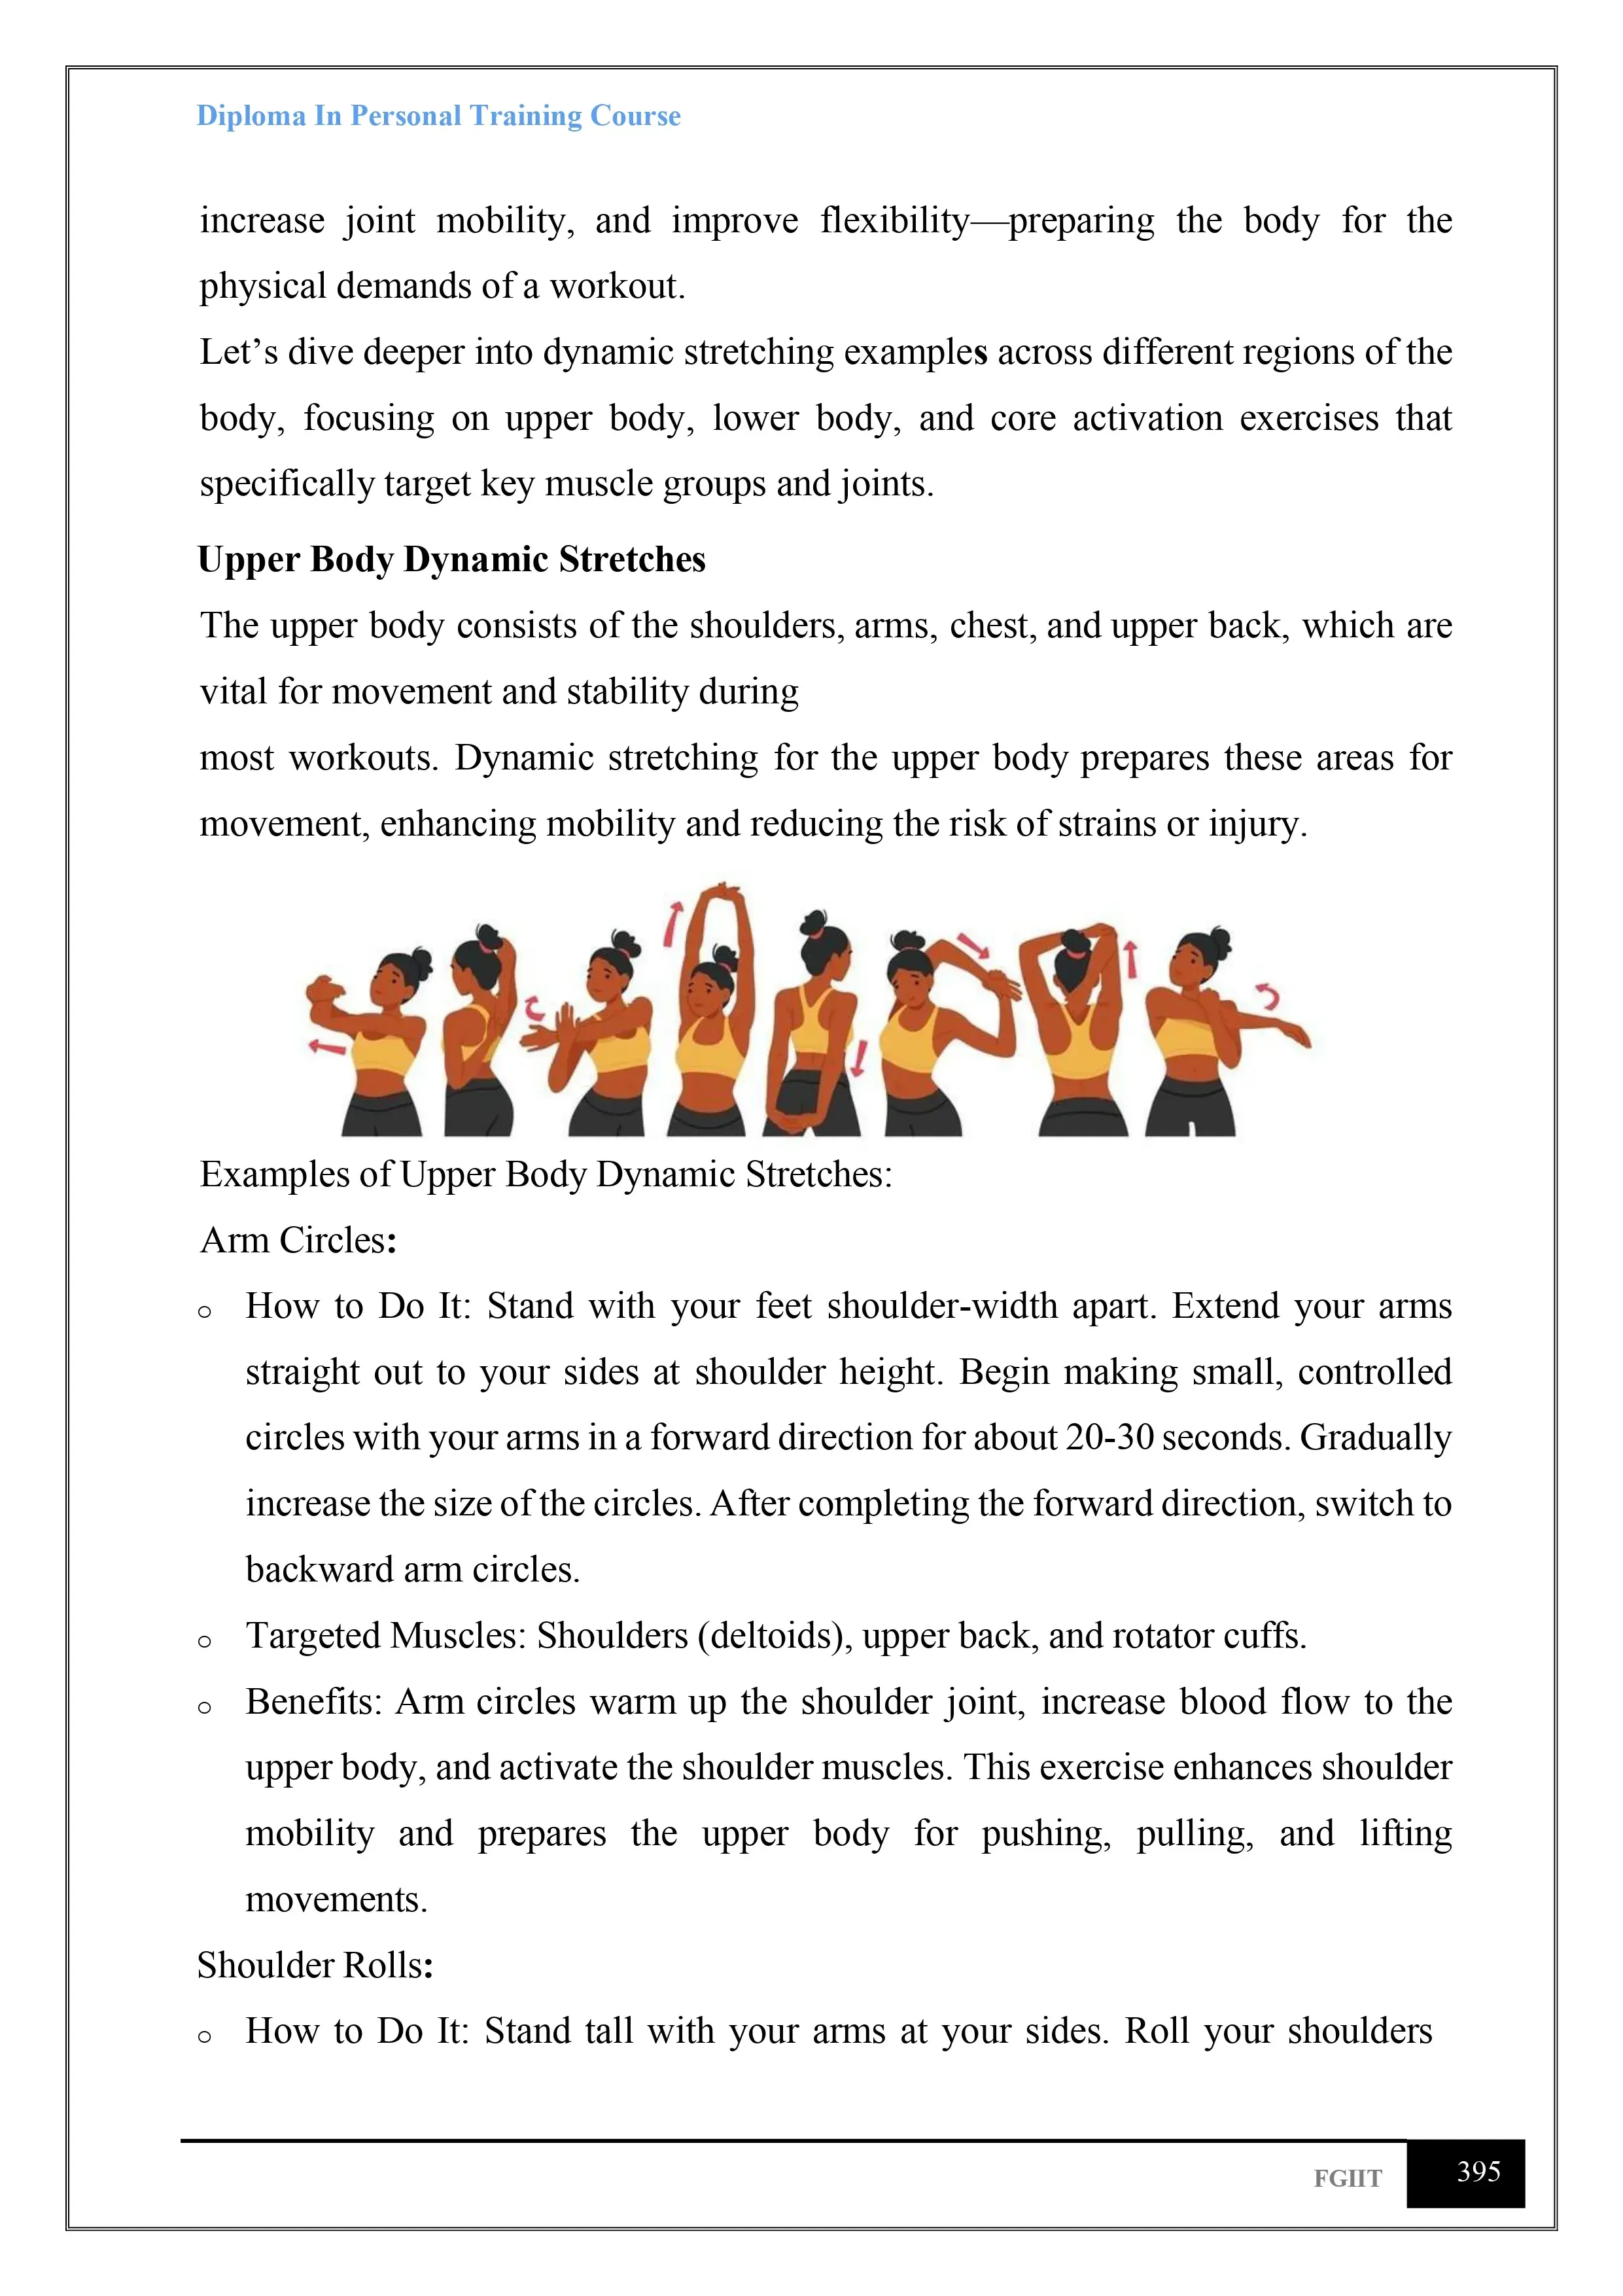 Diploma In Personal Training Course
increase joint mobility, and improve flexibility—preparing the body for the
physical demands of a workout.
Let’s dive deeper into dynamic stretching examples across different regions of the
body, focusing on upper body, lower body, and core activation exercises that
specifically target key muscle groups and joints.
Upper Body Dynamic Stretches
The upper body consists of the shoulders, arms, chest, and upper back, which are
vital for movement and stability during
most workouts. Dynamic stretching for the upper body prepares these areas for
movement, enhancing mobility and reducing the risk of strains or injury.
Examples of Upper Body Dynamic Stretches:
Arm Circles:
o How to Do It: Stand with your feet shoulder-width apart. Extend your arms
straight out to your sides at shoulder height. Begin making small, controlled
circles with your arms in a forward direction for about 20-30 seconds. Gradually
increase the size of the circles. After completing the forward direction, switch to
backward arm circles.
o Targeted Muscles: Shoulders (deltoids), upper back, and rotator cuffs.
o Benefits: Arm circles warm up the shoulder joint, increase blood flow to the
upper body, and activate the shoulder muscles. This exercise enhances shoulder
mobility and prepares the upper body for pushing, pulling, and lifting
movements.
Shoulder Rolls:
o How to Do It: Stand tall with your arms at your sides. Roll your shoulders
FGIIT
395